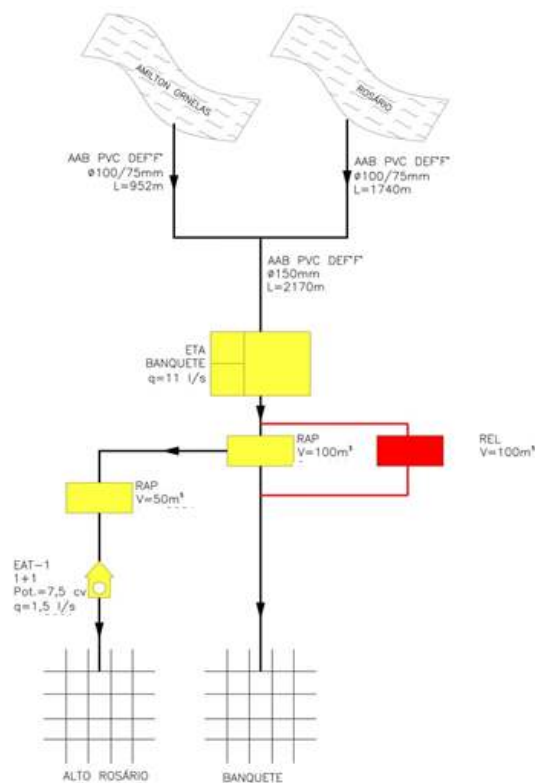 AMILTON ORNELAS
ROSÁRIO
AAB PVC DEF"F"
ø100/75mm
L=952m
AAB PVC DEF"F"
ø100/75mm
L=1740m
AAB PVC DEF"F"
ø150mm
L=2170m
ETA
BANQUETE
q=11 l/s
RAP
V=100m³
REL
V=100m³
RAP
V=50m³
EAT-1
1+1
Pot.=7,5 cv
q=1,5 l/s
ALTO ROSÁRIO
BANQUETE